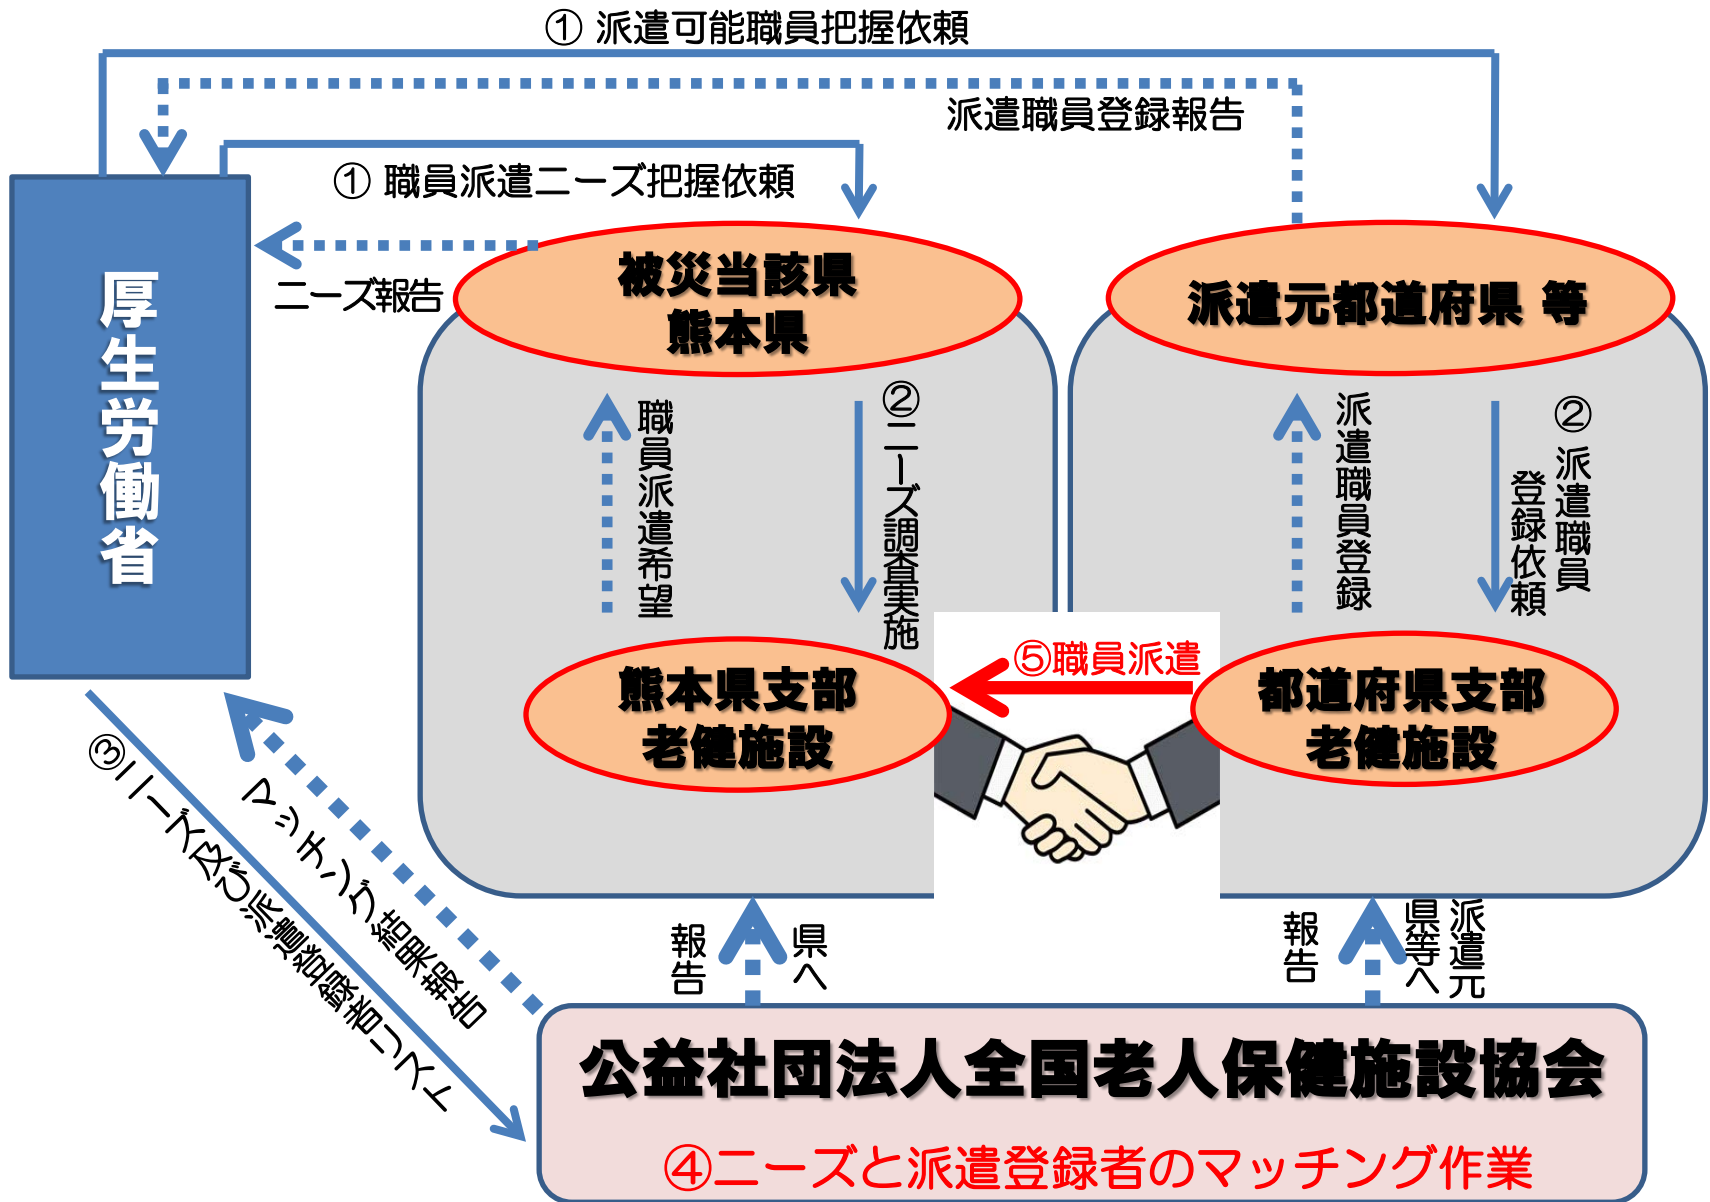 ① 派遣可能職員把握依頼
派遣職員登録報告
① 職員派遣ニーズ把握依頼
ニーズ報告
厚生労働省
被災当該県
熊本県
派遣元都道府県 等
職員派遣希望
②ニーズ調査実施
派遣職員登録
② 派遣職員
登録依頼
⑤職員派遣
熊本県支部
老健施設
都道府県支部
老健施設
③ニーズ及び派遣登録者リスト
マッチング結果報告
県へ
報告
派遣元
県等へ
報告
公益社団法人全国老人保健施設協会
④ニーズと派遣登録者のマッチング作業